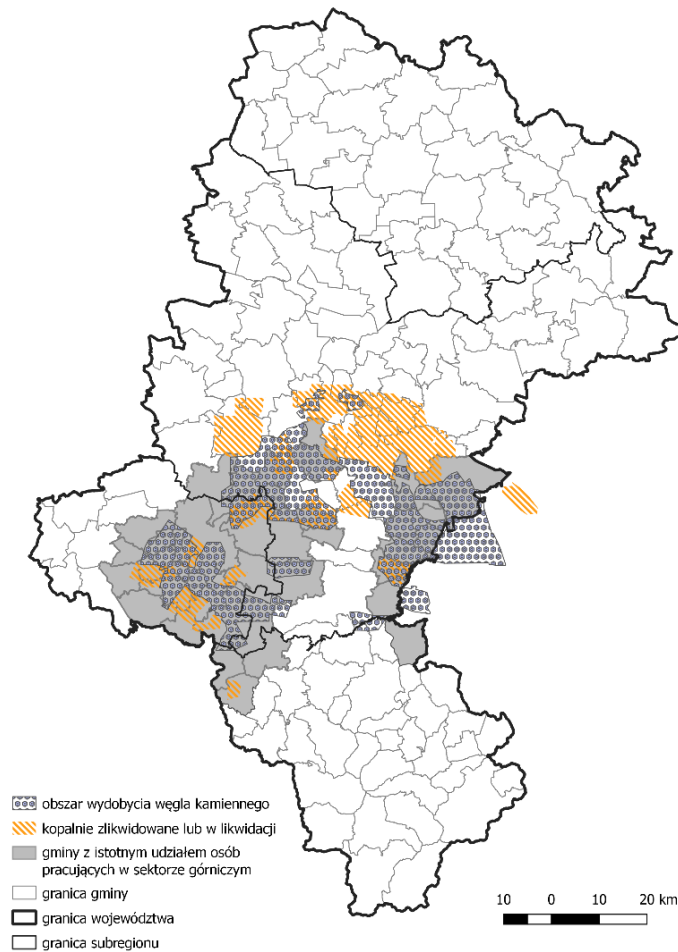 obszar wydobycia węgla kamiennego
kopalnie zlikwidowane lub w likwidacji
gminy z istotnym udziałem osób
pracujących w sektorze górniczym
granica gminy
granica województwa
granica subregionu
10 0 10 20 km